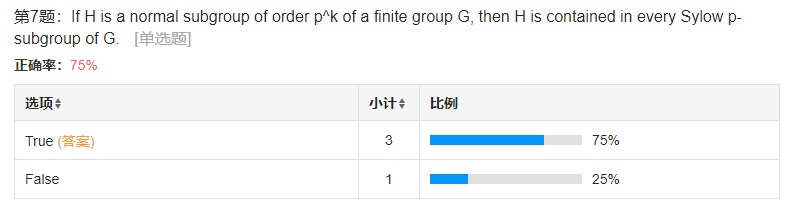 第7题：If H is a normal subgroup of order p^k of a finite group G, then H is contained in every Sylow p-
subgroup of G. [单选题]
正确率：75%
选项 小计 比例
True (答案) 3 75%
False 1 25%